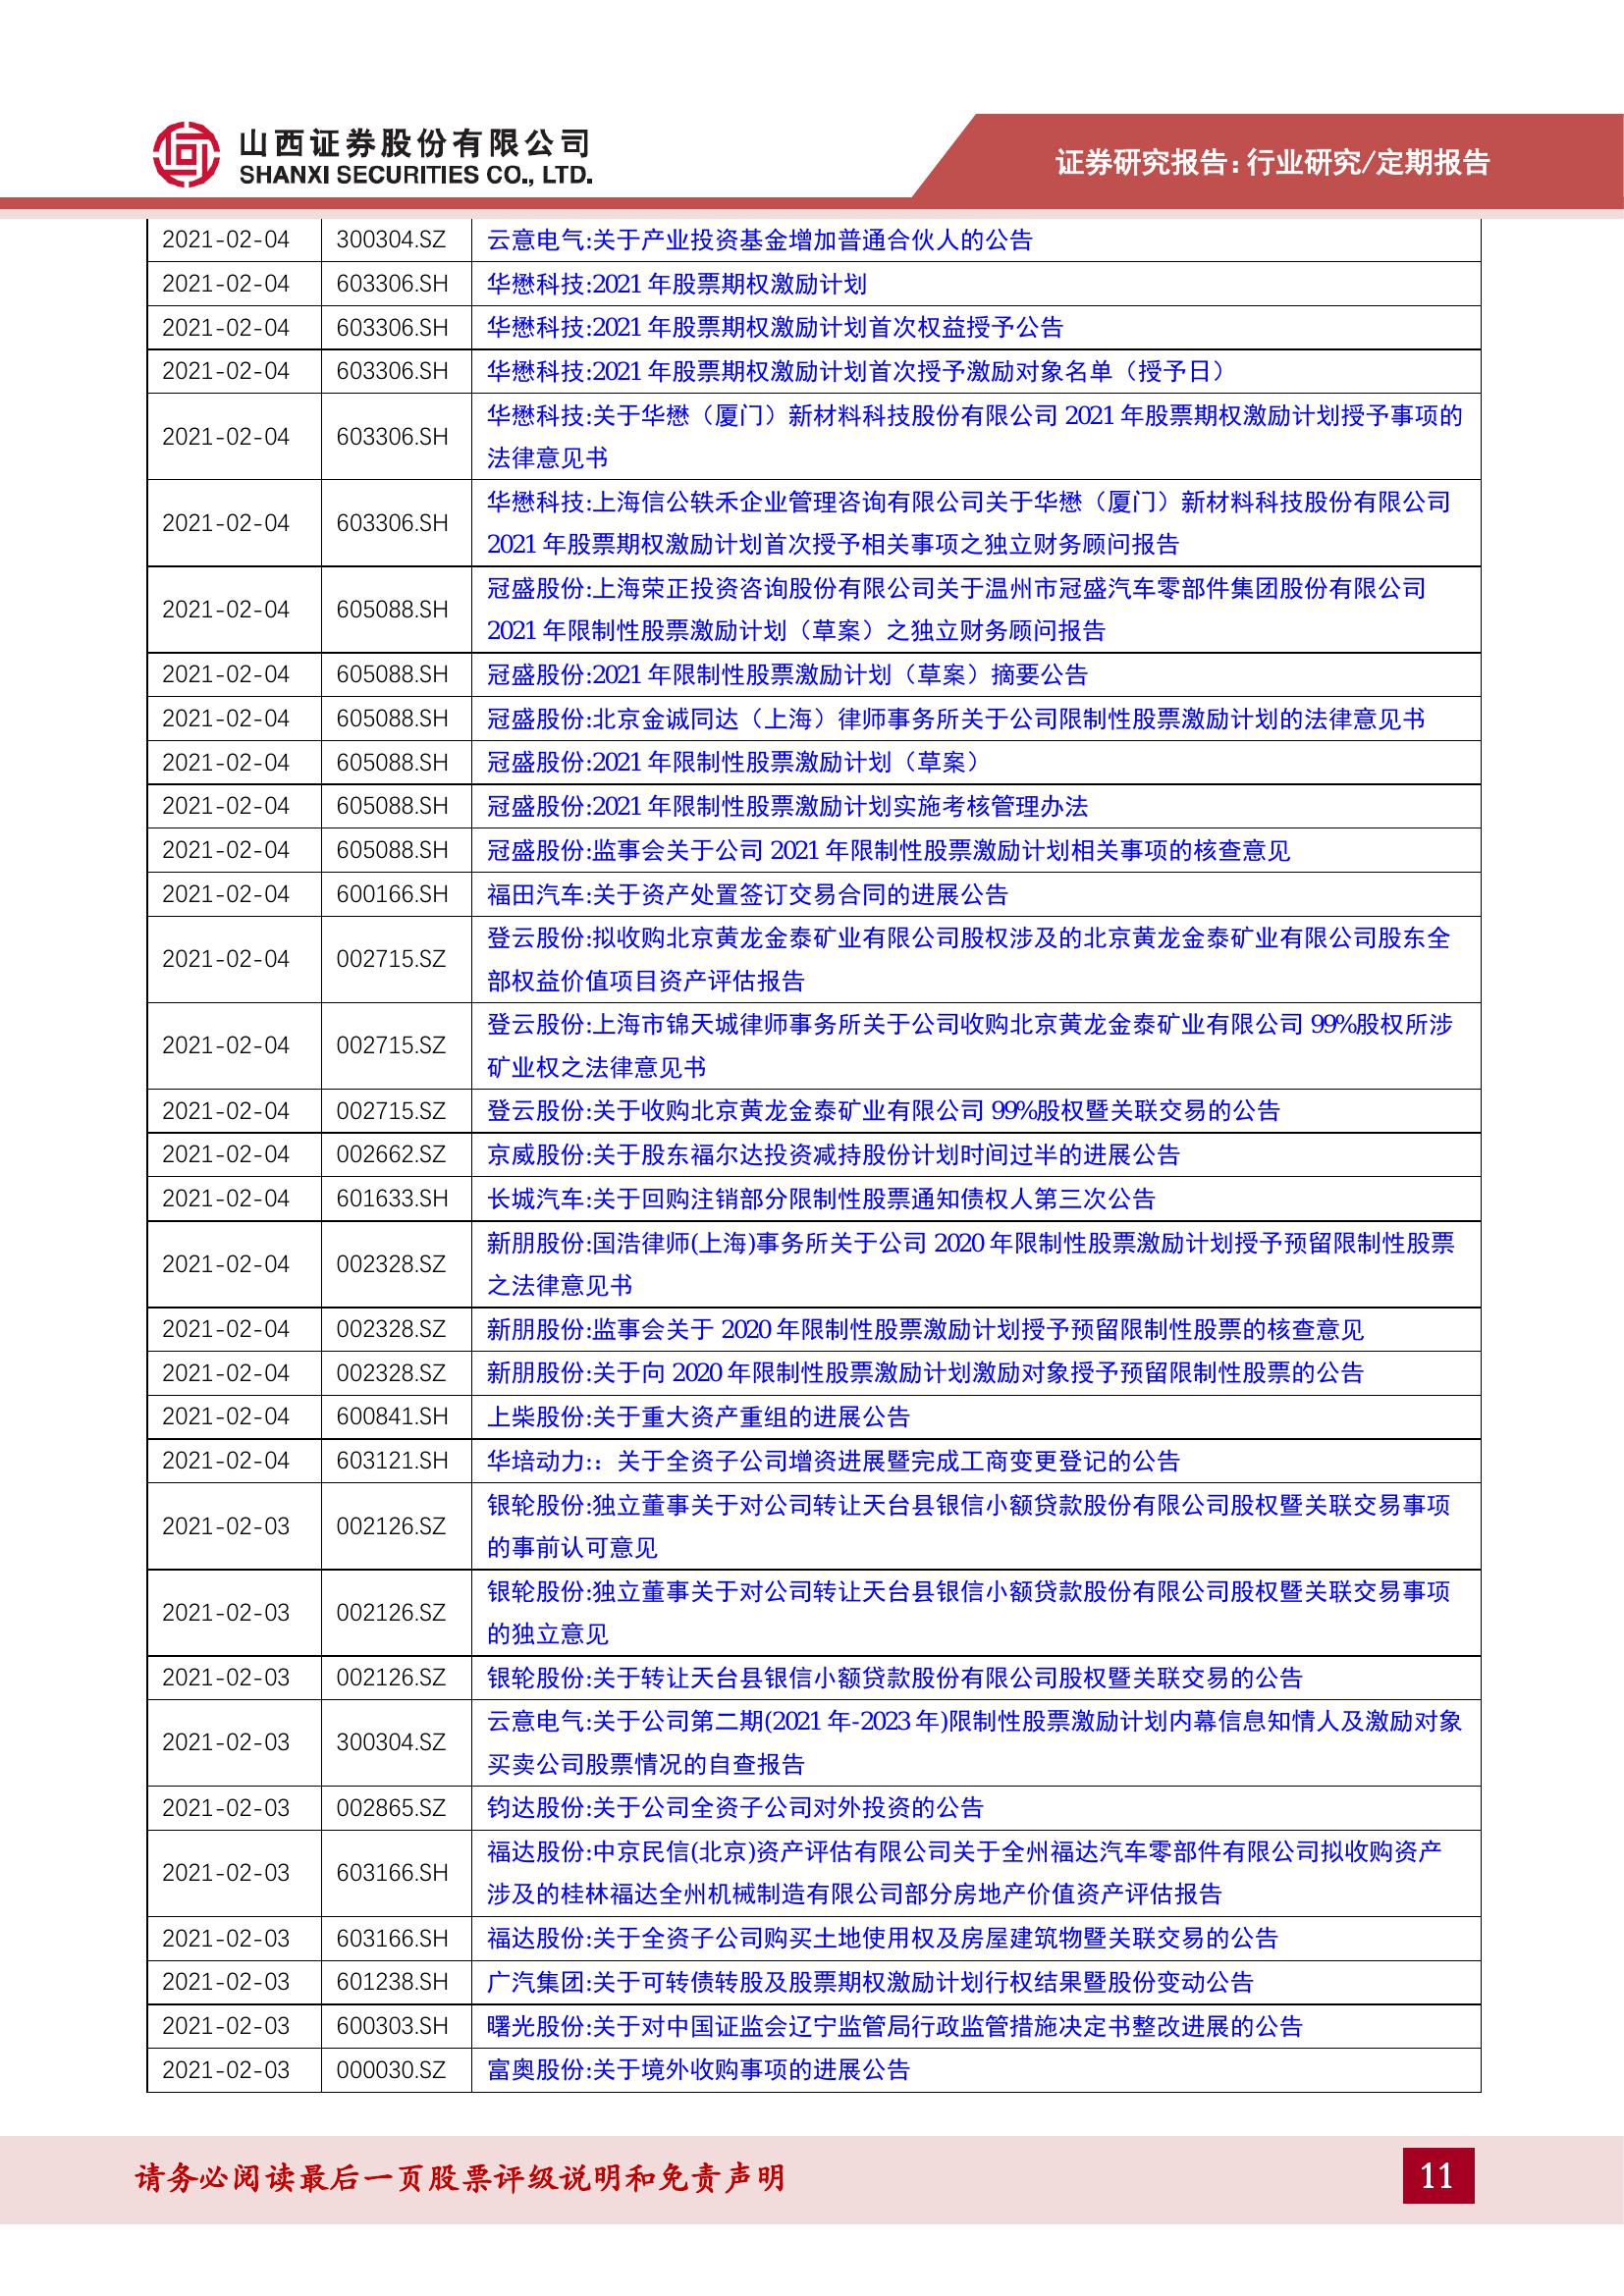 山西证券股份有限公司
SHANXI SECURITIES CO., LTD.
证券研究报告：行业研究/定期报告
2021-02-04 300304.SZ 云意电气:关于产业投资基金增加普通合伙人的公告
2021-02-04 603306.SH 华懋科技:2021 年股票期权激励计划
2021-02-04 603306.SH 华懋科技:2021 年股票期权激励计划首次权益授予公告
2021-02-04 603306.SH 华懋科技:2021 年股票期权激励计划首次授予激励对象名单（授予日）
2021-02-04 603306.SH 华懋科技:关于华懋（厦门）新材料科技股份有限公司 2021 年股票期权激励计划授予事项的
法律意见书
2021-02-04 603306.SH 华懋科技:上海信公轶禾企业管理咨询有限公司关于华懋（厦门）新材料科技股份有限公司
2021 年股票期权激励计划首次授予相关事项之独立财务顾问报告
2021-02-04 605088.SH 冠盛股份:上海荣正投资咨询股份有限公司关于温州市冠盛汽车零部件集团股份有限公司
2021 年限制性股票激励计划（草案）之独立财务顾问报告
2021-02-04 605088.SH 冠盛股份:2021 年限制性股票激励计划（草案）摘要公告
2021-02-04 605088.SH 冠盛股份:北京金诚同达（上海）律师事务所关于公司限制性股票激励计划的法律意见书
2021-02-04 605088.SH 冠盛股份:2021 年限制性股票激励计划（草案）
2021-02-04 605088.SH 冠盛股份:2021 年限制性股票激励计划实施考核管理办法
2021-02-04 605088.SH 冠盛股份:监事会关于公司 2021 年限制性股票激励计划相关事项的核查意见
2021-02-04 600166.SH 福田汽车:关于资产处置签订交易合同的进展公告
2021-02-04 002715.SZ 登云股份:拟收购北京黄龙金泰矿业有限公司股权涉及的北京黄龙金泰矿业有限公司股东全
部权益价值项目资产评估报告
2021-02-04 002715.SZ 登云股份:上海市锦天城律师事务所关于公司收购北京黄龙金泰矿业有限公司 99%股权所涉
矿业权之法律意见书
2021-02-04 002715.SZ 登云股份:关于收购北京黄龙金泰矿业有限公司 99%股权暨关联交易的公告
2021-02-04 002662.SZ 京威股份:关于股东福尔达投资减持股份计划时间过半的进展公告
2021-02-04 601633.SH 长城汽车:关于回购注销部分限制性股票通知债权人第三次公告
2021-02-04 002328.SZ 新朋股份:国浩律师(上海)事务所关于公司 2020 年限制性股票激励计划授予预留限制性股票
之法律意见书
2021-02-04 002328.SZ 新朋股份:监事会关于 2020 年限制性股票激励计划授予预留限制性股票的核查意见
2021-02-04 002328.SZ 新朋股份:关于向 2020 年限制性股票激励计划激励对象授予预留限制性股票的公告
2021-02-04 600841.SH 上柴股份:关于重大资产重组的进展公告
2021-02-04 603121.SH 华培动力:：关于全资子公司增资进展暨完成工商变更登记的公告
2021-02-03 002126.SZ 银轮股份:独立董事关于对公司转让天台县银信小额贷款股份有限公司股权暨关联交易事项
的事前认可意见
2021-02-03 002126.SZ 银轮股份:独立董事关于对公司转让天台县银信小额贷款股份有限公司股权暨关联交易事项
的独立意见
2021-02-03 002126.SZ 银轮股份:关于转让天台县银信小额贷款股份有限公司股权暨关联交易的公告
2021-02-03 300304.SZ 云意电气:关于公司第二期(2021 年-2023 年)限制性股票激励计划内幕信息知情人及激励对象
买卖公司股票情况的自查报告
2021-02-03 002865.SZ 钧达股份:关于公司全资子公司对外投资的公告
2021-02-03 603166.SH 福达股份:中京民信(北京)资产评估有限公司关于全州福达汽车零部件有限公司拟收购资产
涉及的桂林福达全州机械制造有限公司部分房地产价值资产评估报告
2021-02-03 603166.SH 福达股份:关于全资子公司购买土地使用权及房屋建筑物暨关联交易的公告
2021-02-03 601238.SH 广汽集团:关于可转债转股及股票期权激励计划行权结果暨股份变动公告
2021-02-03 600303.SH 曙光股份:关于对中国证监会辽宁监管局行政监管措施决定书整改进展的公告
2021-02-03 000030.SZ 富奥股份:关于境外收购事项的进展公告
请务必阅读最后一页股票评级说明和免责声明
11